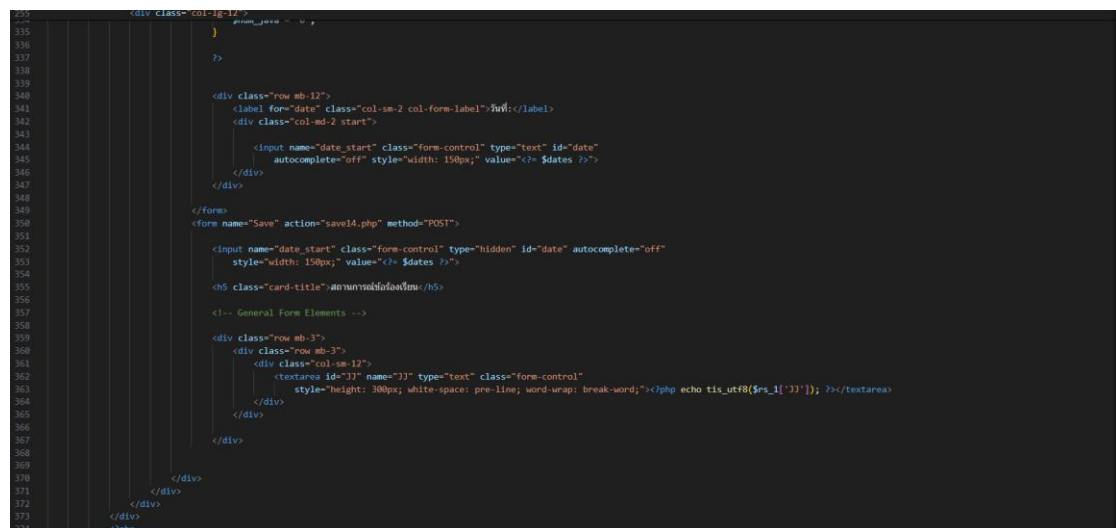 255 <div class="col-lg-12">
334 $num_java = '0';
335 }
336
337 ?>
338
339
340 <div class="row mb-12">
341 <label for="date" class="col-sm-2 col-form-label">วันที่:</label>
342 <div class="col-md-2 start">
343
344 <input name="date_start" class="form-control" type="text" id="date"
345 autocomplete="off" style="width: 150px;" value="<?= $dates ?>">
346 </div>
347 </div>
348
349 </form>
350 <form name="Save" action="save14.php" method="POST">
351
352 <input name="date_start" class="form-control" type="hidden" id="date" autocomplete="off"
353 style="width: 150px;" value="<?= $dates ?>">
354
355 <h5 class="card-title">สถานการณ์ข้อร้องเรียน</h5>
356
357 <!-- General Form Elements -->
358
359 <div class="row mb-3">
360 <div class="row mb-3">
361 <div class="col-sm-12">
362 <textarea id="JJ" name="JJ" type="text" class="form-control"
363 style="height: 300px; white-space: pre-line; word-wrap: break-word;"><?php echo tis_utf8($rs_1['JJ']); ?></textarea>
364 </div>
365 </div>
366
367 </div>
368
369
370 </div>
371 </div>
372 </div>
373 </div>
374 <?php